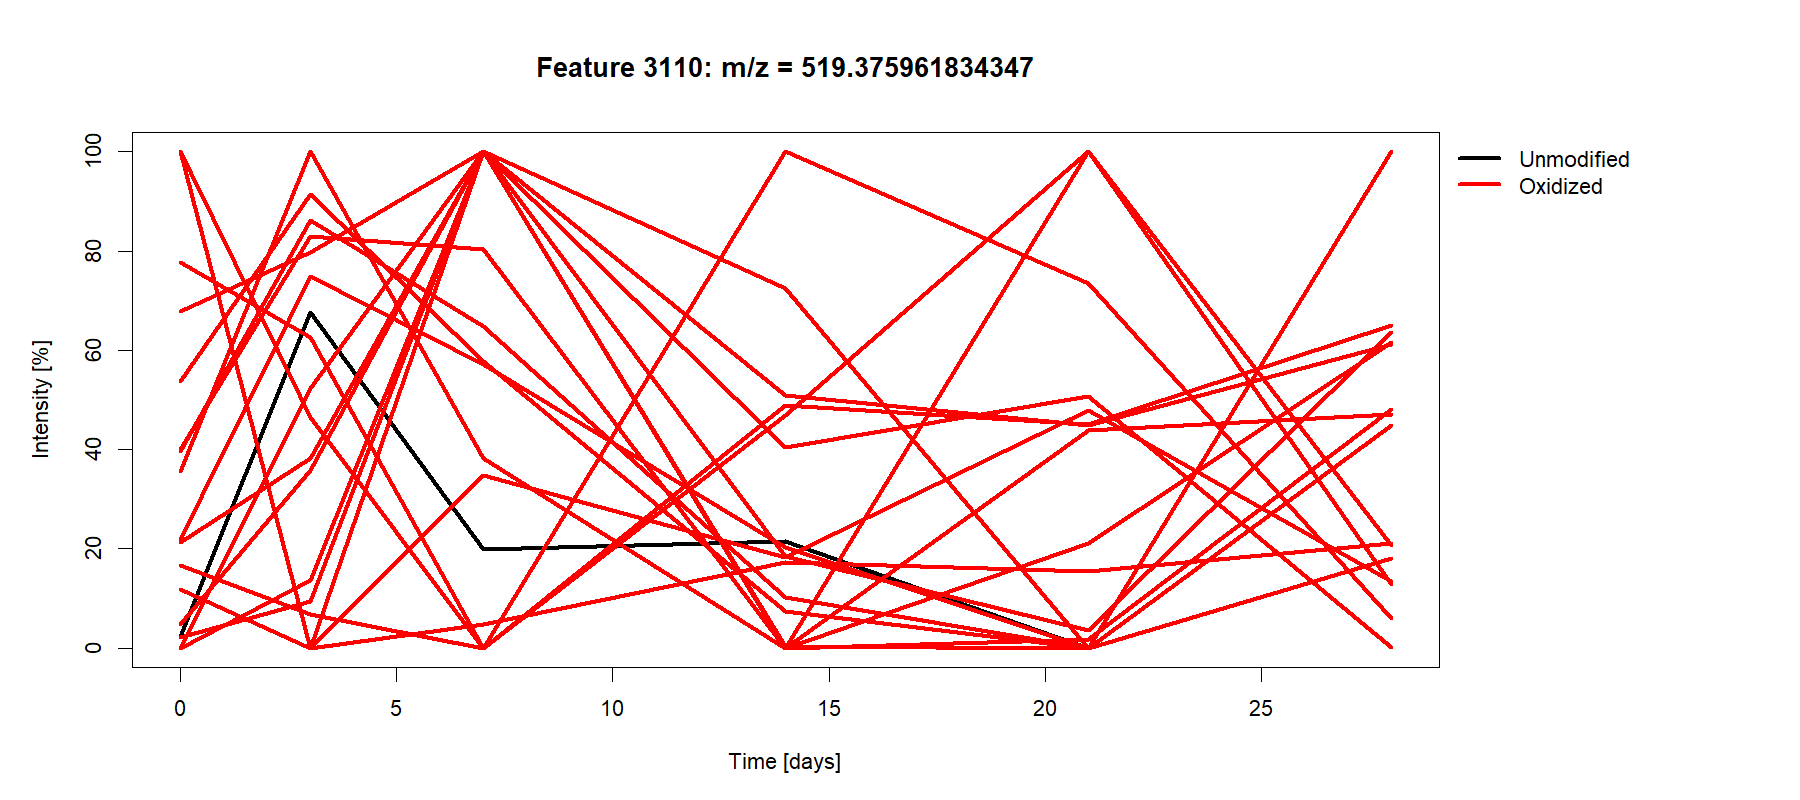 Feature 3110: m/z = 519.375961834347
Unmodified
Oxidized
Intensity [%]
100
80
60
40
20
0
0 5 10 15 20 25
Time [days]